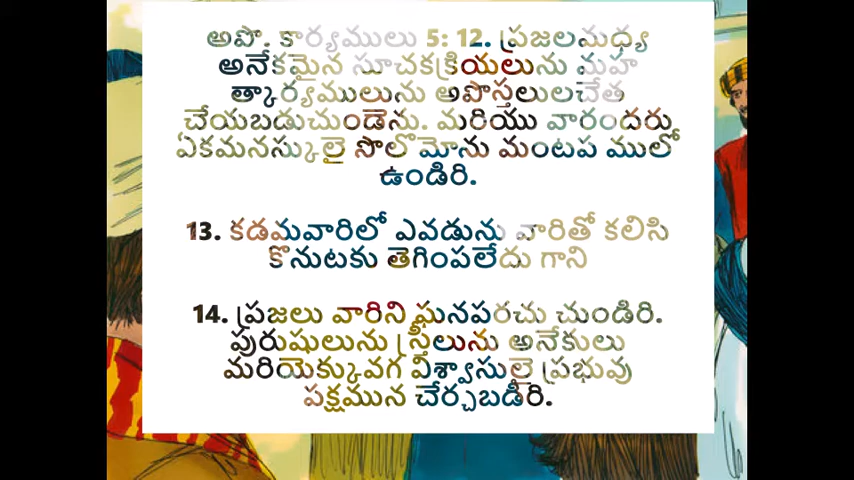 అపొ. కార్యములు 5: 12. ప్రజలమధ్య
అనేకమైన సూచకక్రియలును మహ
త్కార్యములును అపొస్తలులచేత
చేయబడుచుండెను. మరియు వారందరు
ఏకమనస్కులై సొలొమోను మంటప ములో
ఉండిరి.
13. కడమవారిలో ఎవడును వారితో కలిసి
కొనుటకు తెగింపలేదు గాని
14. ప్రజలు వారిని ఘనపరచు చుండిరి.
పురుషులును స్త్రీలును అనేకులు
మరియెక్కువగ విశ్వాసులై ప్రభువు
పక్షమున చేర్చబడిరి.